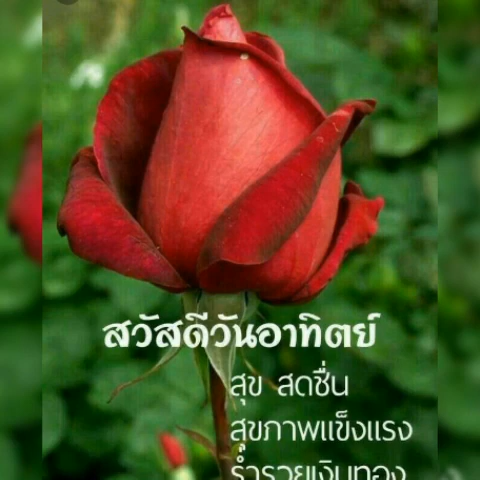 สวัสดีวันอาทิตย์
สุข สดชื่น
สุขภาพแข็งแรง
ร่ำรวยเงินทอง